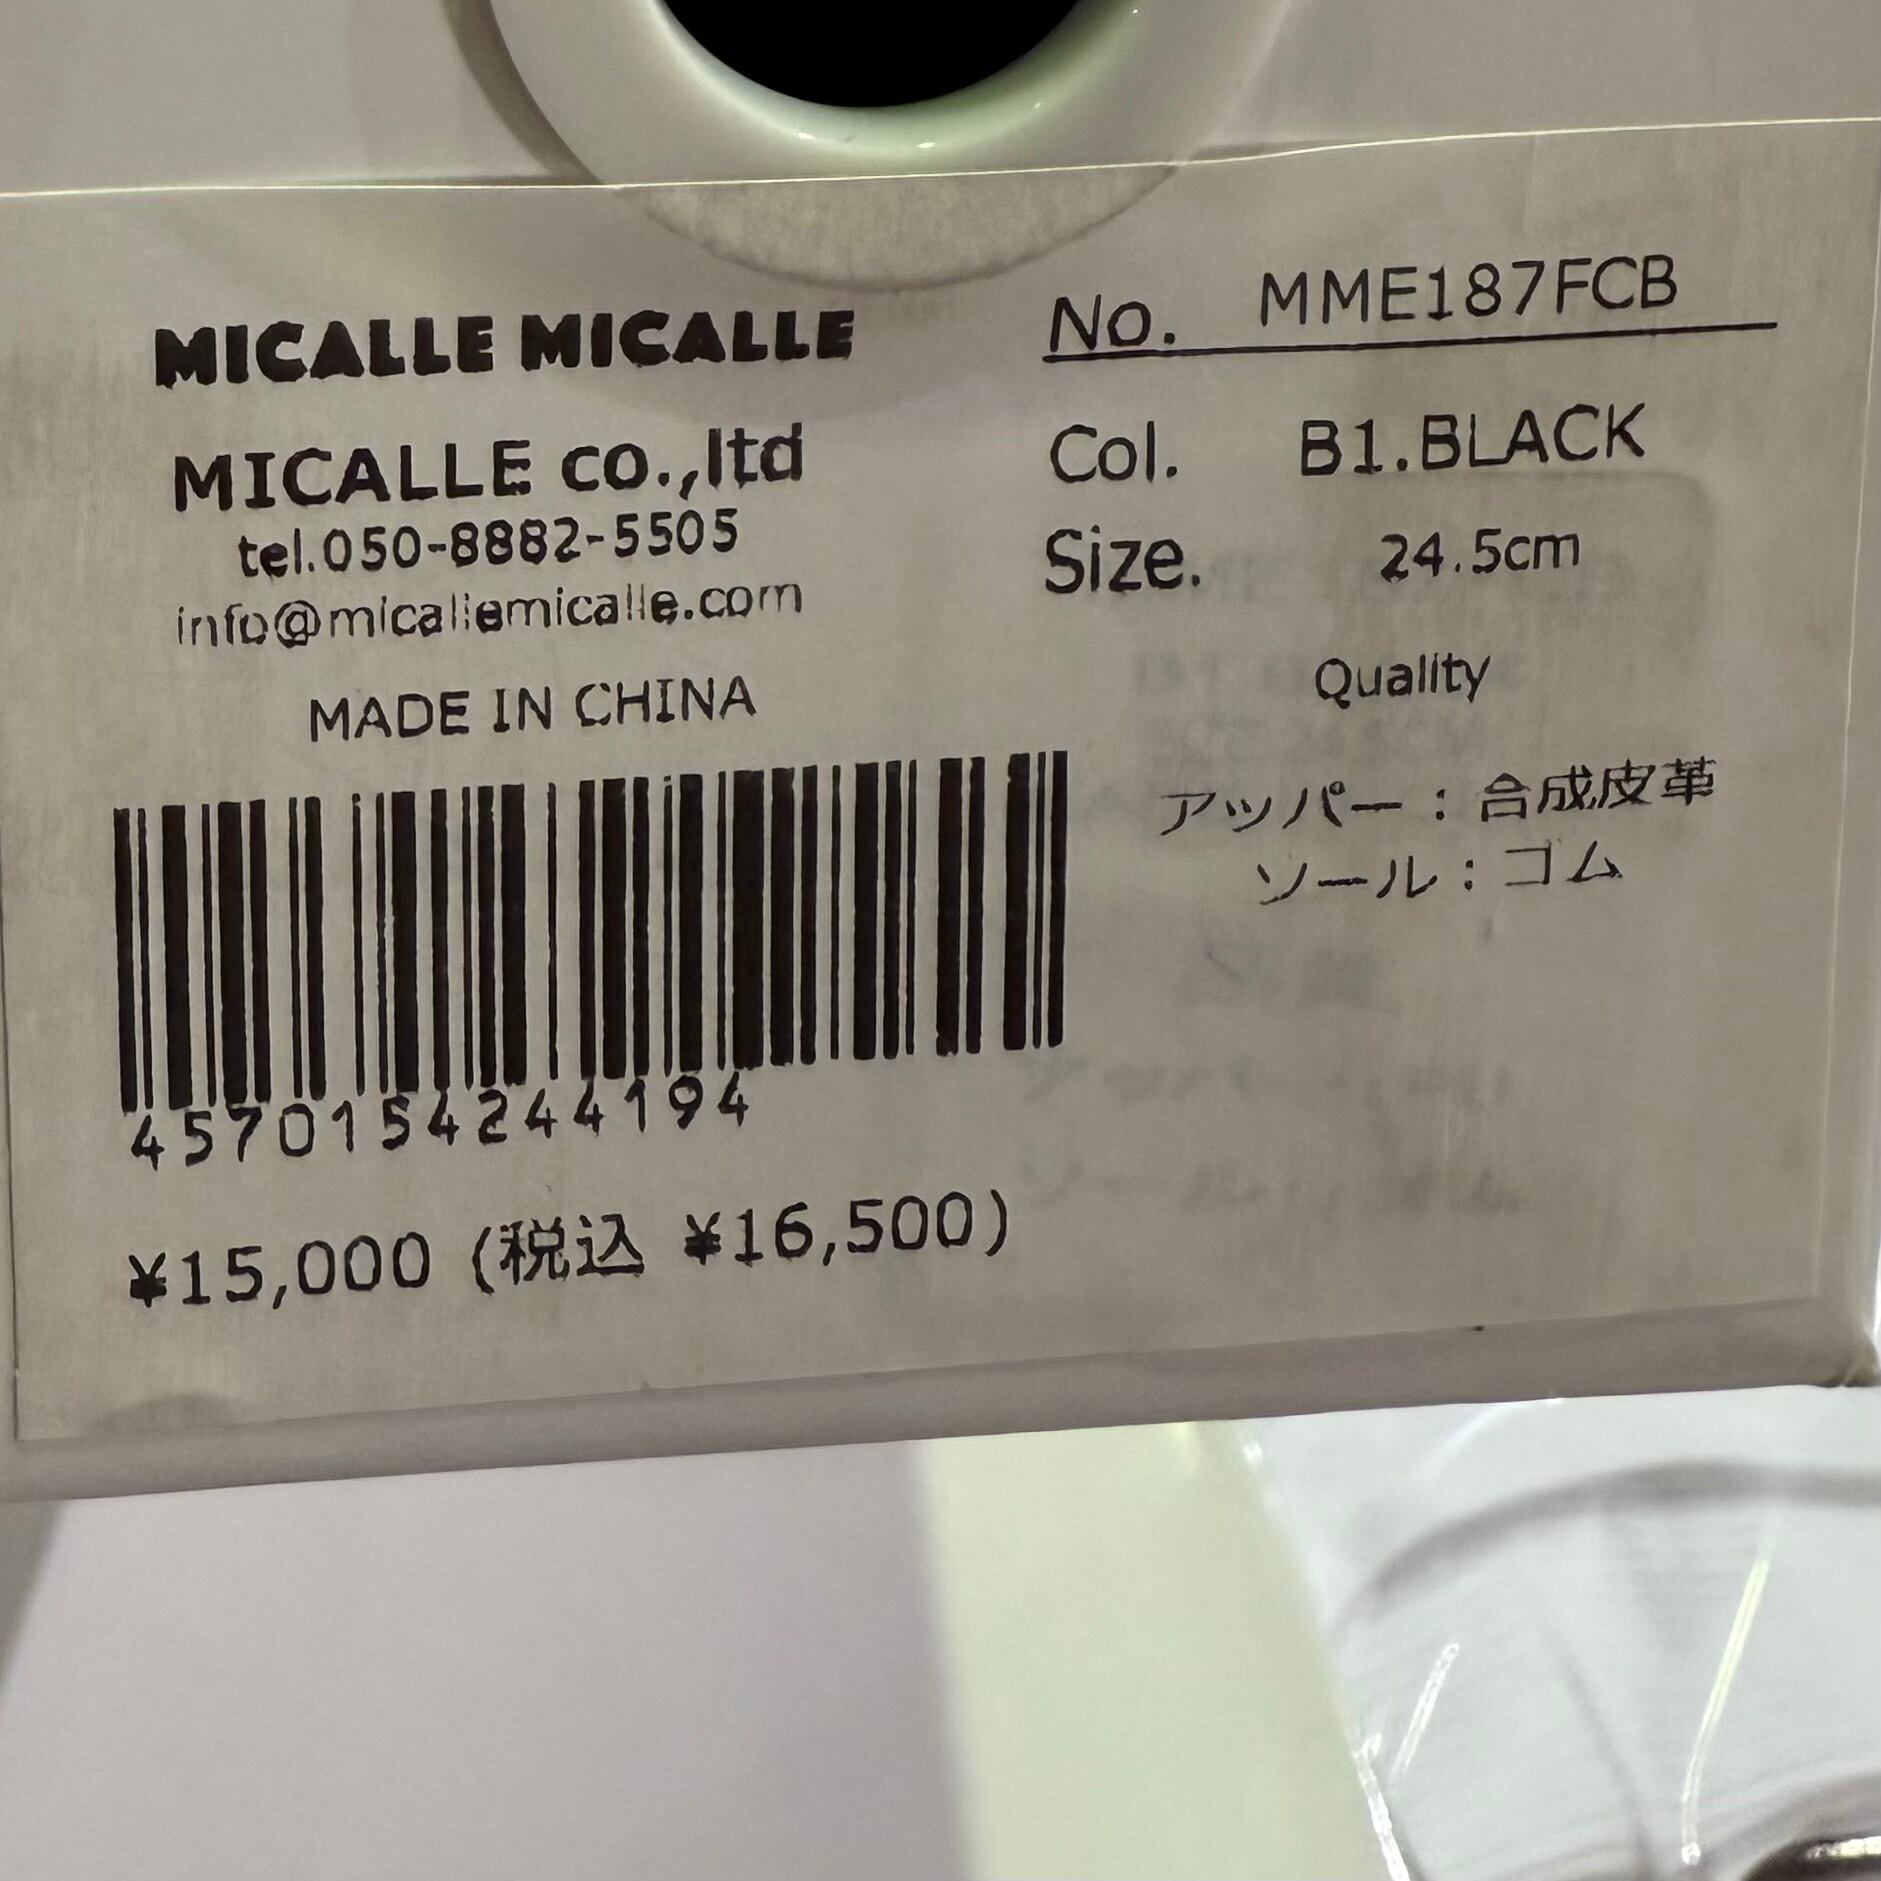 MICALLE MICALLE
MICALLE co.,ltd
tel.050-8882-5505
info@micallemicalle.com
MADE IN CHINA
4570154244194
¥15,000 (税込 ¥16,500)
No. MME187FCB
Col. B1.BLACK
Size. 24.5cm
Quality
アッパー：合成皮革
ソール：ゴム